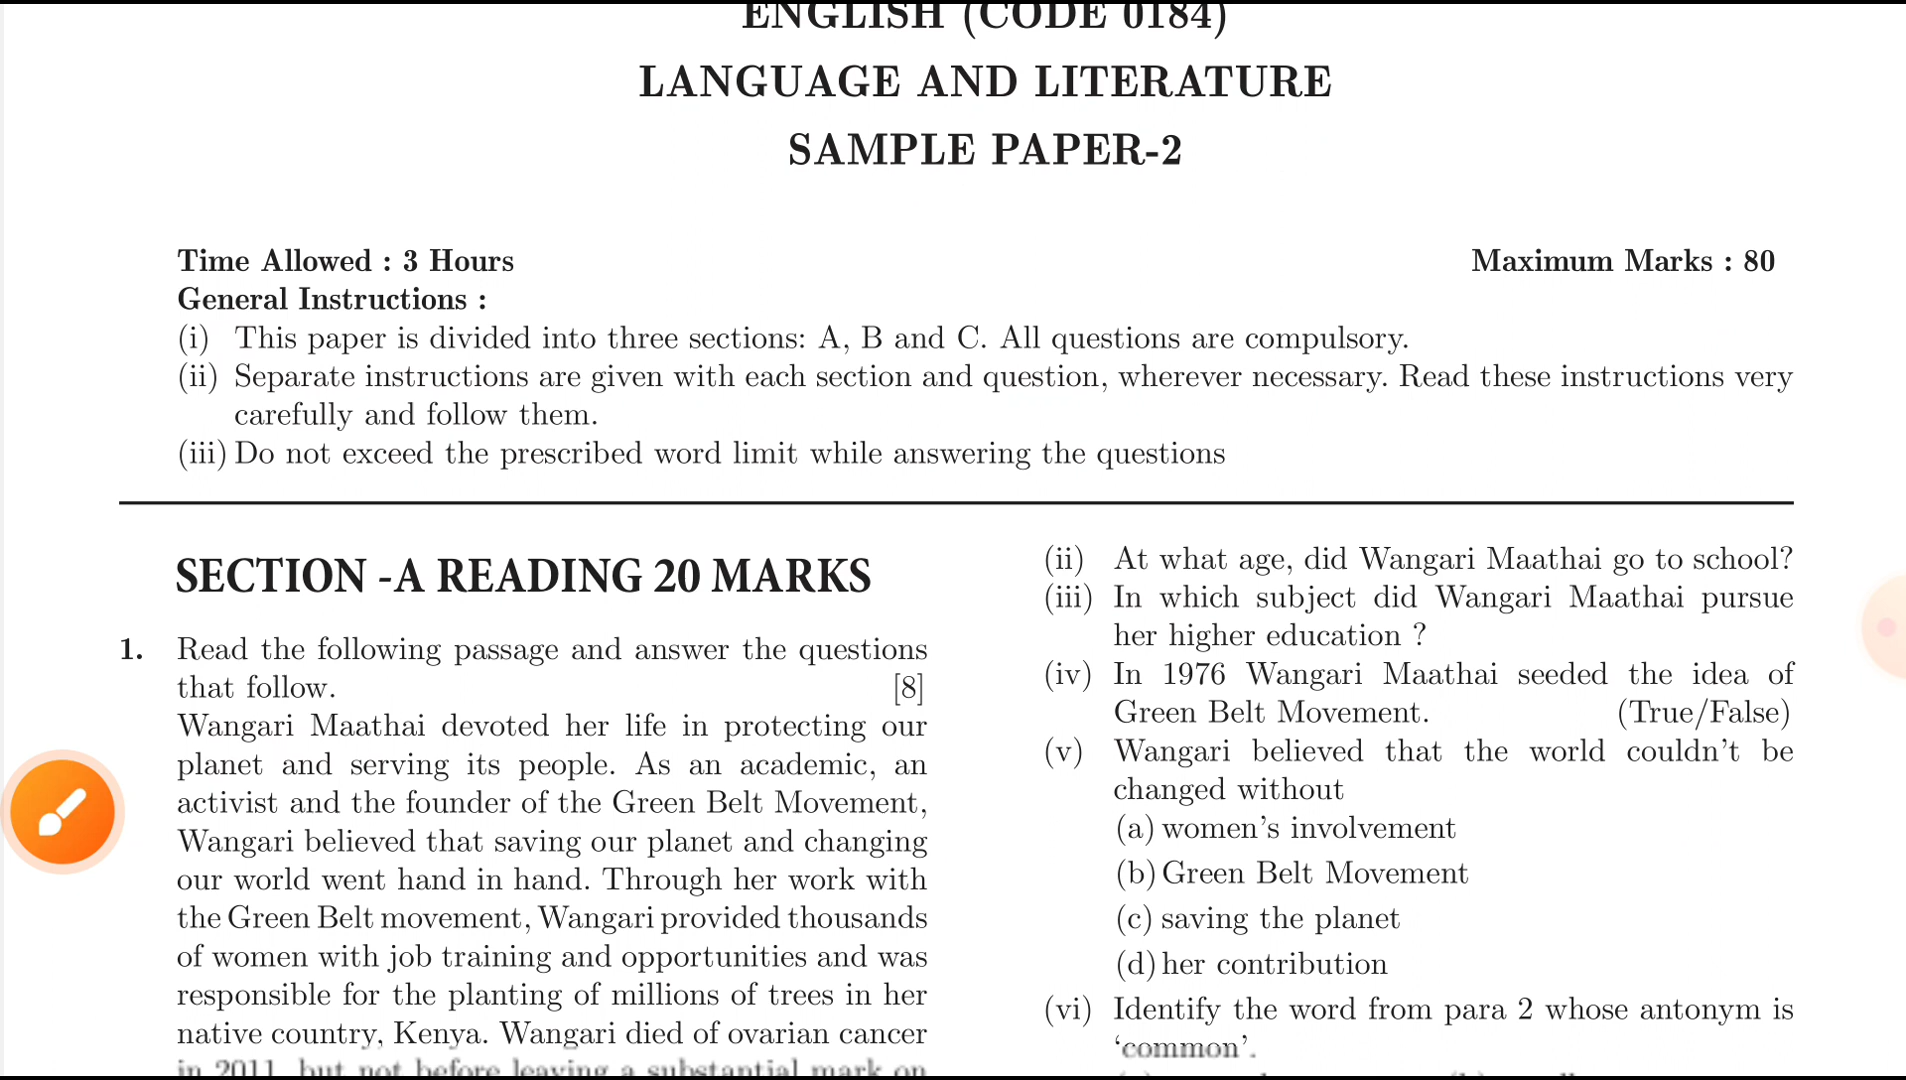 ENGLISH (CODE 0184)
LANGUAGE AND LITERATURE
SAMPLE PAPER-2
Time Allowed : 3 Hours
Maximum Marks : 80
General Instructions :
(i) This paper is divided into three sections: A, B and C. All questions are compulsory.
(ii) Separate instructions are given with each section and question, wherever necessary. Read these instructions very
carefully and follow them.
(iii) Do not exceed the prescribed word limit while answering the questions
SECTION -A READING 20 MARKS
1. Read the following passage and answer the questions
that follow. [8]
Wangari Maathai devoted her life in protecting our
planet and serving its people. As an academic, an
activist and the founder of the Green Belt Movement,
Wangari believed that saving our planet and changing
our world went hand in hand. Through her work with
the Green Belt movement, Wangari provided thousands
of women with job training and opportunities and was
responsible for the planting of millions of trees in her
native country, Kenya. Wangari died of ovarian cancer
in 2011, but not before leaving a substantial mark on
(ii) At what age, did Wangari Maathai go to school?
(iii) In which subject did Wangari Maathai pursue
her higher education ?
(iv) In 1976 Wangari Maathai seeded the idea of
Green Belt Movement. (True/False)
(v) Wangari believed that the world couldn't be
changed without
(a) women's involvement
(b) Green Belt Movement
(c) saving the planet
(d) her contribution
(vi) Identify the word from para 2 whose antonym is
'common'.